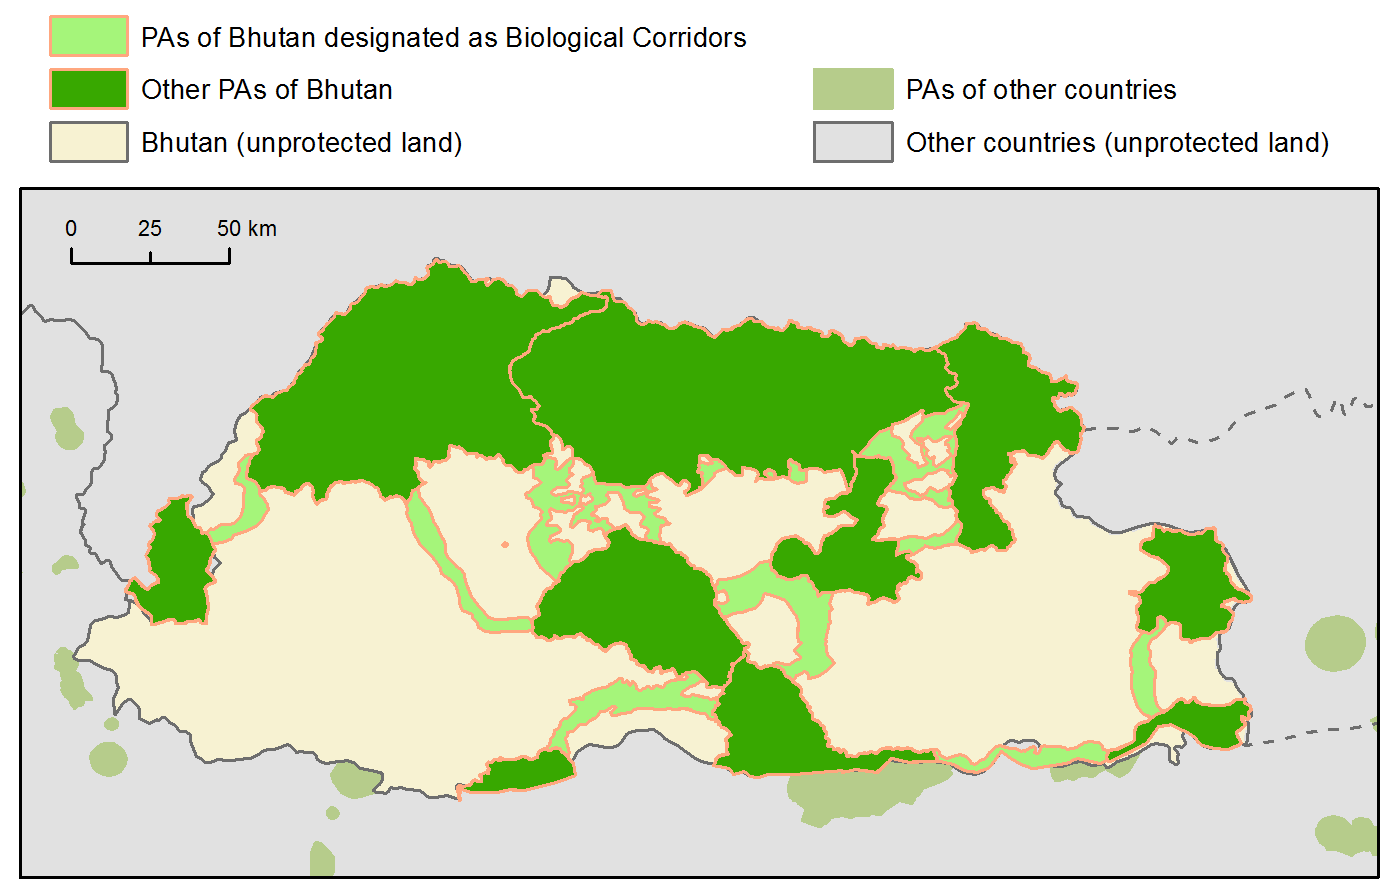 PAs of Bhutan designated as Biological Corridors
Other PAs of Bhutan
PAs of other countries
Bhutan (unprotected land)
Other countries (unprotected land)
0 25 50 km